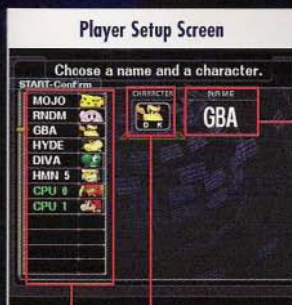 Player Setup Screen
Choose a name and a character.
START-Confirm
CHARACTER
NAME
MOJO
RNDM
GBA
HYDE
DIVA
HMN 5
CPU 0
CPU 1
DK
GBA